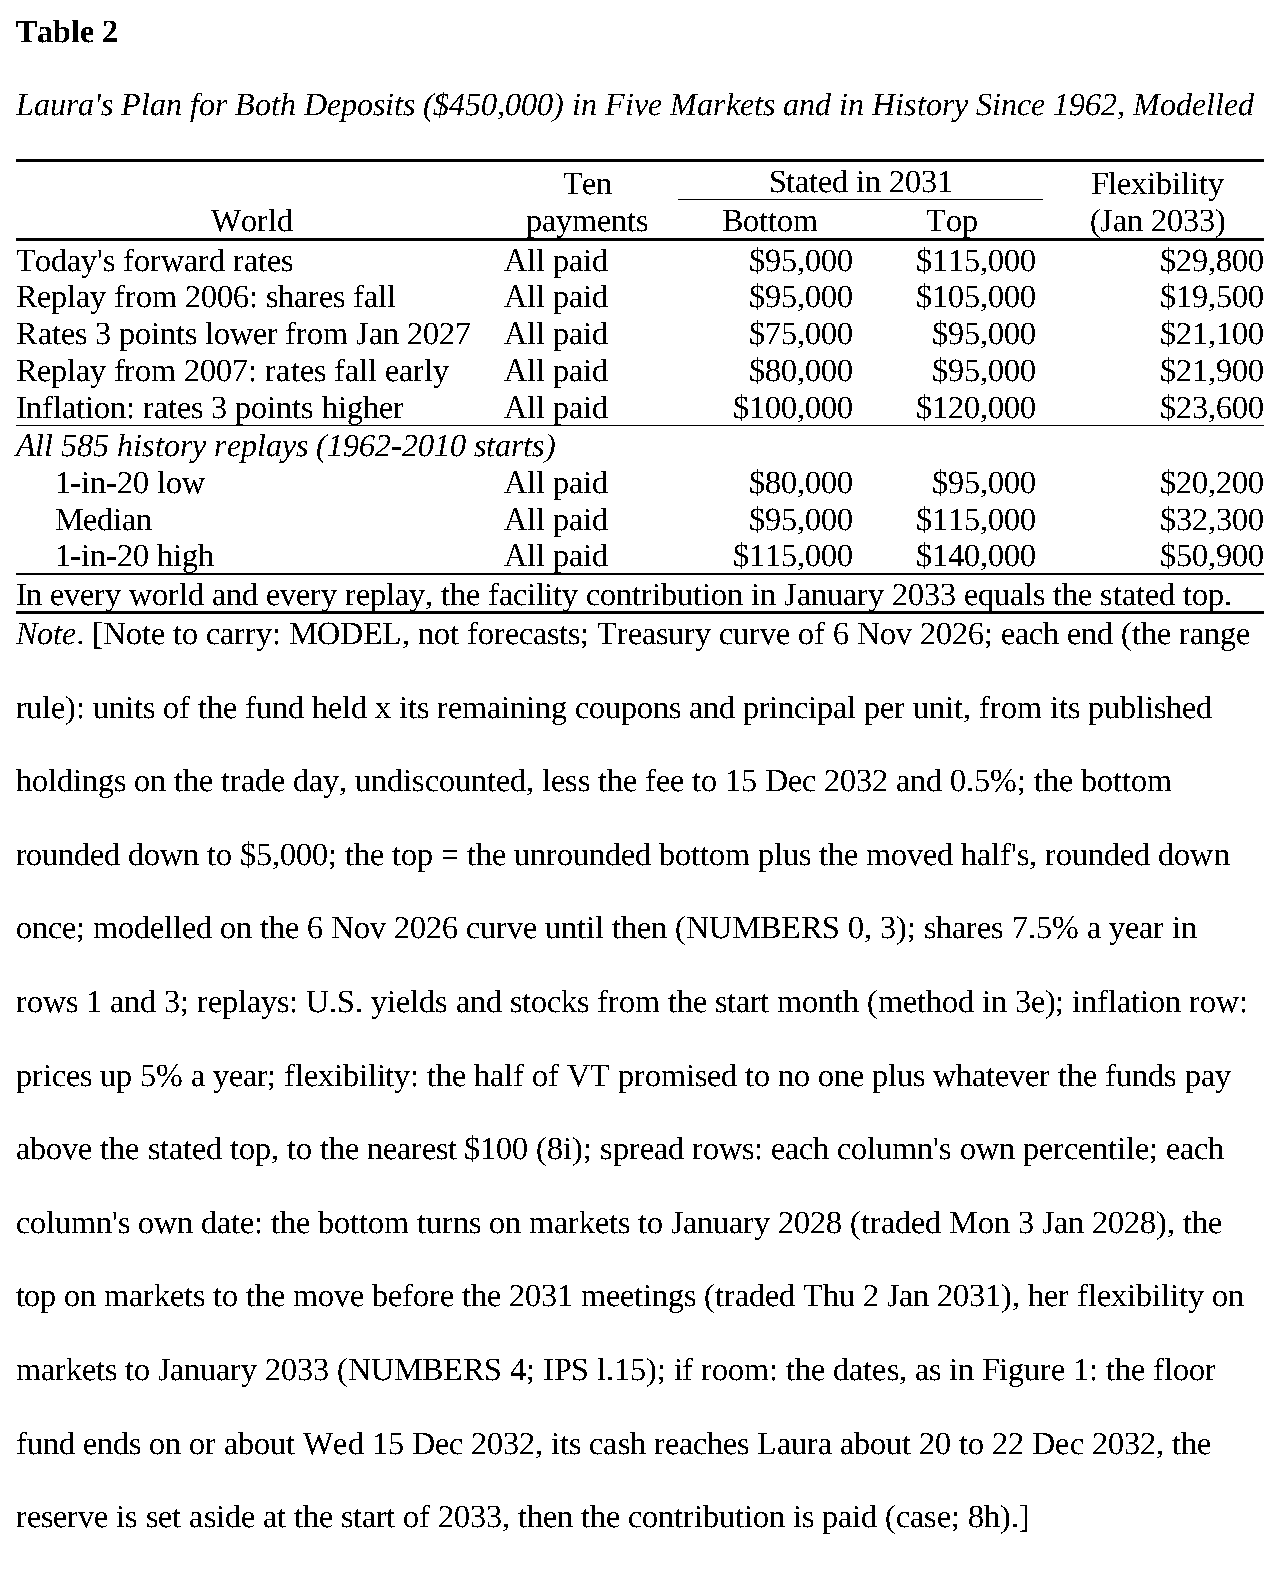 Table 2
Laura's Plan for Both Deposits ($450,000) in Five Markets and in History Since 1962, Modelled
Ten Stated in 2031 Flexibility
World payments Bottom Top (Jan 2033)
Today's forward rates All paid $95,000 $115,000 $29,800
Replay from 2006: shares fall All paid $95,000 $105,000 $19,500
Rates 3 points lower from Jan 2027 All paid $75,000 $95,000 $21,100
Replay from 2007: rates fall early All paid $80,000 $95,000 $21,900
Inflation: rates 3 points higher All paid $100,000 $120,000 $23,600
All 585 history replays (1962-2010 starts)
1-in-20 low All paid $80,000 $95,000 $20,200
Median All paid $95,000 $115,000 $32,300
1-in-20 high All paid $115,000 $140,000 $50,900
In every world and every replay, the facility contribution in January 2033 equals the stated top.
Note. [Note to carry: MODEL, not forecasts; Treasury curve of 6 Nov 2026; each end (the range
rule): units of the fund held x its remaining coupons and principal per unit, from its published
holdings on the trade day, undiscounted, less the fee to 15 Dec 2032 and 0.5%; the bottom
rounded down to $5,000; the top = the unrounded bottom plus the moved half's, rounded down
once; modelled on the 6 Nov 2026 curve until then (NUMBERS 0, 3); shares 7.5% a year in
rows 1 and 3; replays: U.S. yields and stocks from the start month (method in 3e); inflation row:
prices up 5% a year; flexibility: the half of VT promised to no one plus whatever the funds pay
above the stated top, to the nearest $100 (8i); spread rows: each column's own percentile; each
column's own date: the bottom turns on markets to January 2028 (traded Mon 3 Jan 2028), the
top on markets to the move before the 2031 meetings (traded Thu 2 Jan 2031), her flexibility on
markets to January 2033 (NUMBERS 4; IPS l.15); if room: the dates, as in Figure 1: the floor
fund ends on or about Wed 15 Dec 2032, its cash reaches Laura about 20 to 22 Dec 2032, the
reserve is set aside at the start of 2033, then the contribution is paid (case; 8h).]